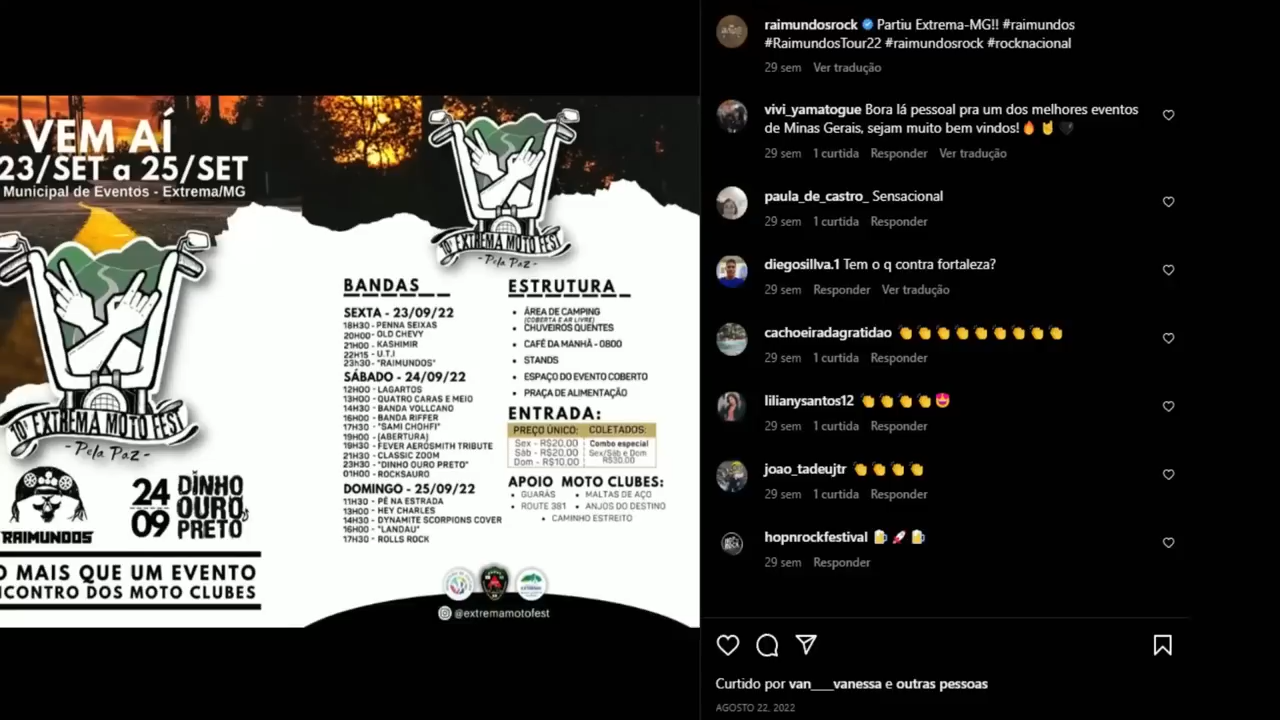 VEM AÍ
23/SET a 25/SET
Municipal de Eventos - Extrema/MG
10º EXTREMA MOTO FEST
- Pela Paz -
RAIMUNDOS
24
09
DINHO
OURO
PRETO
O MAIS QUE UM EVENTO
NCONTRO DOS MOTO CLUBES
10º EXTREMA MOTO FEST
- Pela Paz -
BANDAS
SEXTA - 23/09/22
18H30 - PENNA SEIXAS
20H00 - OLD CHEVY
21H00 - KASHIMIR
22H15 - U.T.I
23h30 - "RAIMUNDOS"
SÁBADO - 24/09/22
12H00 - LAGARTOS
13H00 - QUATRO CARAS E MEIO
14H30 - BANDA VOLLCANO
16H00 - BANDA RIFFER
17H30 - "SAMI CHOHFI"
19H00 - (ABERTURA)
19H30 - FEVER AEROSMITH TRIBUTE
21H30 - CLASSIC ZOOM
23H30 - "DINHO OURO PRETO"
01H00 - ROCKSAURO
DOMINGO - 25/09/22
11H30 - PÉ NA ESTRADA
13H00 - HEY CHARLES
14H30 - DYNAMITE SCORPIONS COVER
16H00 - "LANDAU"
17H30 - ROLLS ROCK
ESTRUTURA
• ÁREA DE CAMPING
(COBERTA E AR LIVRE)
• CHUVEIROS QUENTES
• CAFÉ DA MANHÃ - 0800
• STANDS
• ESPAÇO DO EVENTO COBERTO
• PRAÇA DE ALIMENTAÇÃO
ENTRADA:
PREÇO ÚNICO: COLETADOS:
Sex - R$20,00
Sáb - R$20,00
Dom - R$10,00
Combo especial
Sex/Sáb e Dom
R$30,00
APOIO MOTO CLUBES:
• GUARÁS • MALTAS DE AÇO
• ROUTE 381 • ANJOS DO DESTINO
• CAMINHO ESTREITO
@extremamotofest
raimundosrock Partiu Extrema-MG!! #raimundos
#RaimundosTour22 #raimundosrock #rocknacional
29 sem Ver tradução
vivi_yamatogue Bora lá pessoal pra um dos melhores eventos
de Minas Gerais, sejam muito bem vindos!🔥🤘🖤
29 sem 1 curtida Responder Ver tradução
paula_de_castro_ Sensacional
29 sem 1 curtida Responder
diegosillva.1 Tem o q contra fortaleza?
29 sem Responder Ver tradução
cachoeiradagratidao 👏👏👏👏👏👏👏👏👏
29 sem 1 curtida Responder
lilianysantos12 👏👏👏👏🤩
29 sem 1 curtida Responder
joao_tadeujtr 👏👏👏👏
29 sem 1 curtida Responder
hopnrockfestival 🍺🚀🍺
29 sem Responder
Curtido por van___vanessa e outras pessoas
AGOSTO 22, 2022